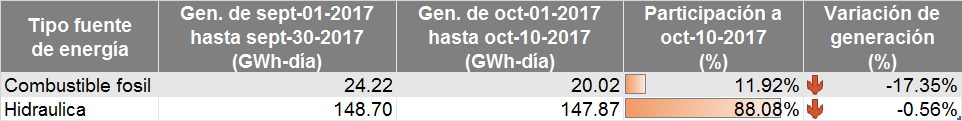 Tipo fuente de energía
Gen. de sept-01-2017 hasta sept-30-2017 (GWh-día)
Gen. de oct-01-2017 hasta oct-10-2017 (GWh-día)
Participación a oct-10-2017 (%)
Variación de generación (%)
Combustible fosil 24.22 20.02 11.92% -17.35%
Hidraulica 148.70 147.87 88.08% -0.56%